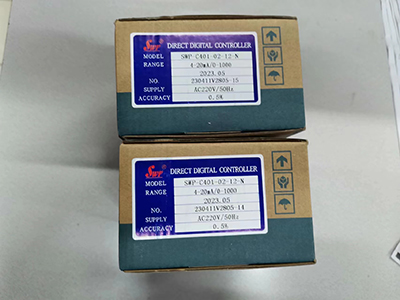 SWP
DIRECT DIGITAL CONTROLLER
MODEL SWP-C401-02-12-N
RANGE 4-20mA/0-1000
2023.05
NO. 230411V2805-15
SUPPLY AC220V/50Hz
ACCURACY 0.5%
SWP
DIRECT DIGITAL CONTROLLER
MODEL SWP-C401-02-12-N
RANGE 4-20mA/0-1000
2023.05
NO. 230411V2805-14
SUPPLY AC220V/50Hz
ACCURACY 0.5%